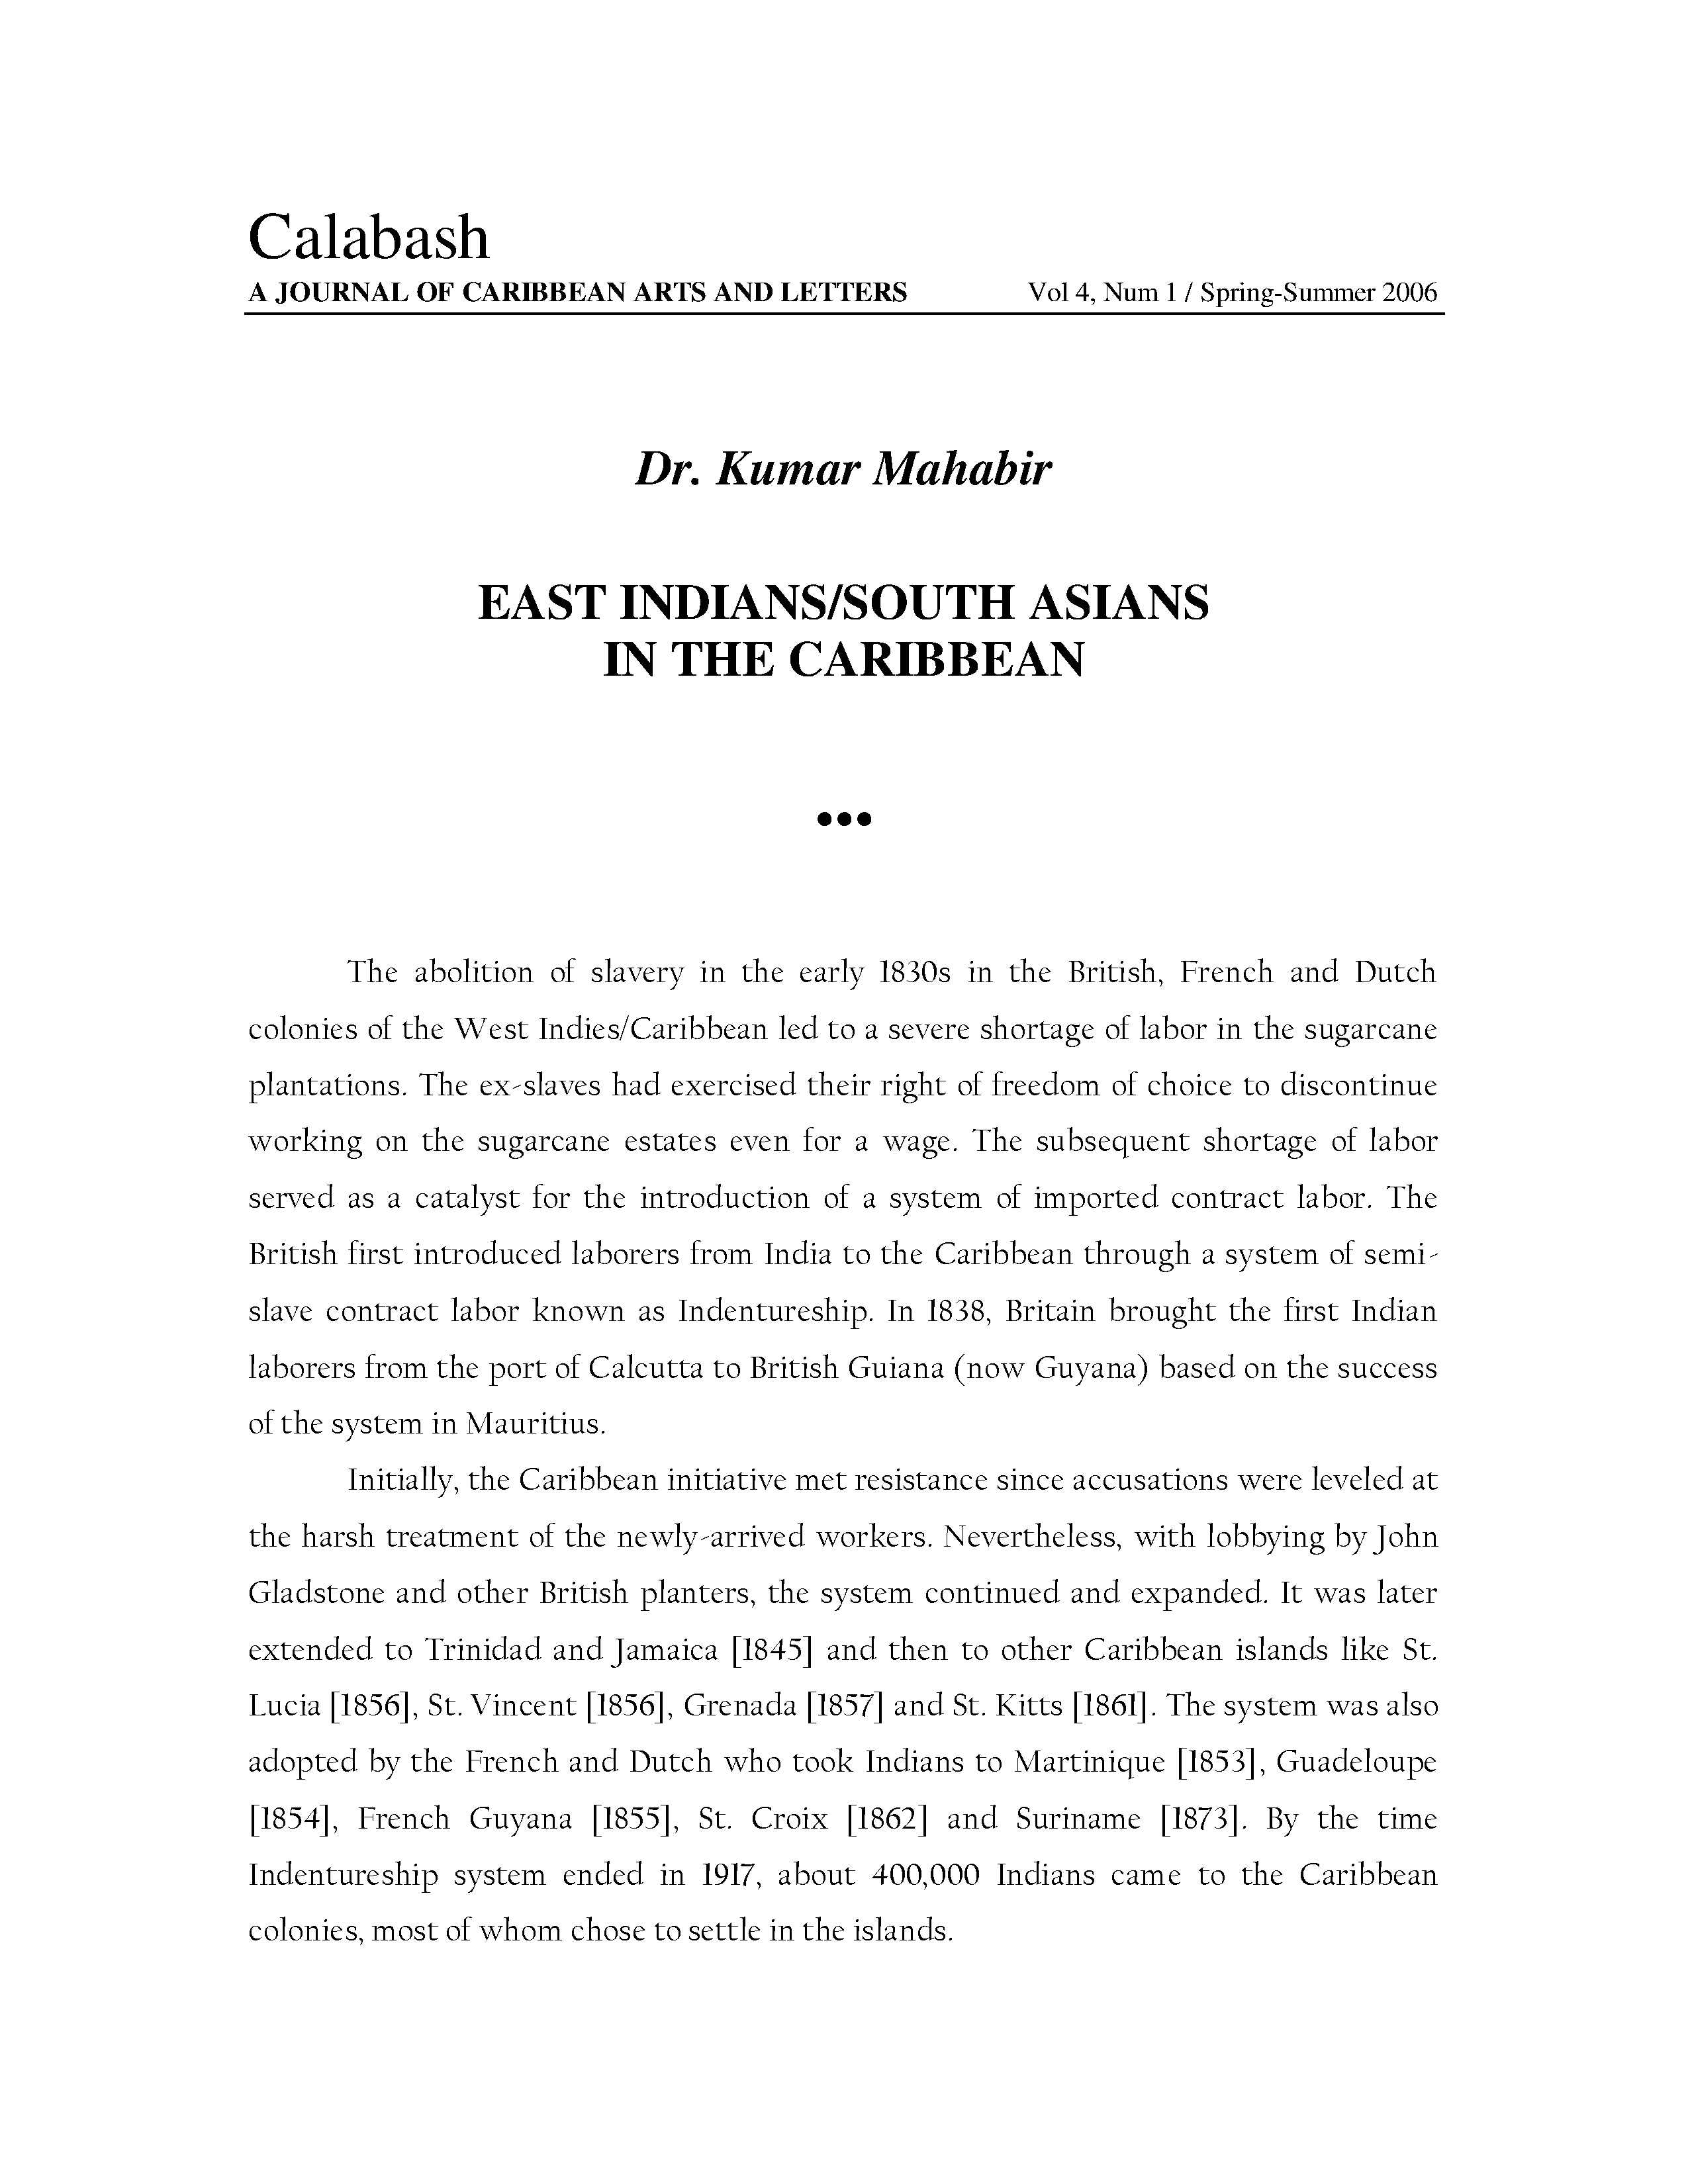 Calabash
A JOURNAL OF CARIBBEAN ARTS AND LETTERS Vol 4, Num 1 / Spring-Summer 2006
Dr. Kumar Mahabir
EAST INDIANS/SOUTH ASIANS
IN THE CARIBBEAN
•••
The abolition of slavery in the early 1830s in the British, French and Dutch
colonies of the West Indies/Caribbean led to a severe shortage of labor in the sugarcane
plantations. The ex-slaves had exercised their right of freedom of choice to discontinue
working on the sugarcane estates even for a wage. The subsequent shortage of labor
served as a catalyst for the introduction of a system of imported contract labor. The
British first introduced laborers from India to the Caribbean through a system of semi-
slave contract labor known as Indentureship. In 1838, Britain brought the first Indian
laborers from the port of Calcutta to British Guiana (now Guyana) based on the success
of the system in Mauritius.
Initially, the Caribbean initiative met resistance since accusations were leveled at
the harsh treatment of the newly-arrived workers. Nevertheless, with lobbying by John
Gladstone and other British planters, the system continued and expanded. It was later
extended to Trinidad and Jamaica [1845] and then to other Caribbean islands like St.
Lucia [1856], St. Vincent [1856], Grenada [1857] and St. Kitts [1861]. The system was also
adopted by the French and Dutch who took Indians to Martinique [1853], Guadeloupe
[1854], French Guyana [1855], St. Croix [1862] and Suriname [1873]. By the time
Indentureship system ended in 1917, about 400,000 Indians came to the Caribbean
colonies, most of whom chose to settle in the islands.